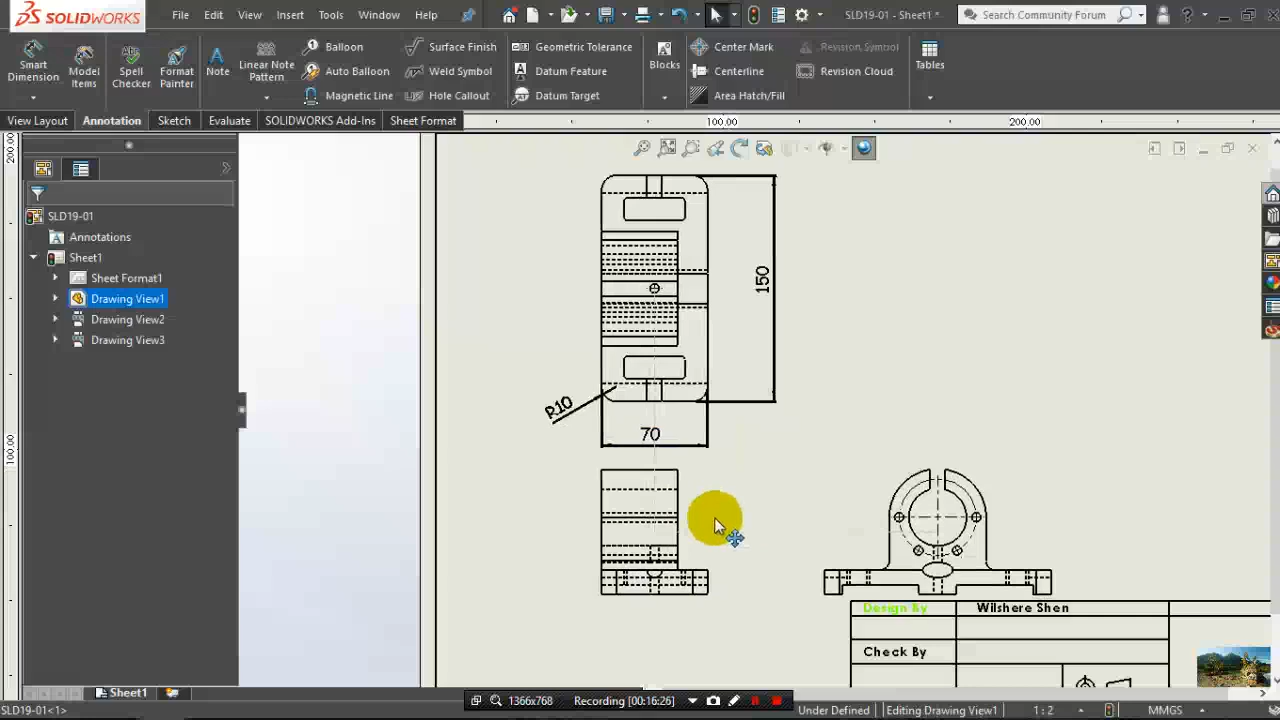 SOLIDWORKS
File Edit View Insert Tools Window Help
SLD19-01 - Sheet1 *
Search Community Forum
Smart Dimension
Model Items
Spell Checker
Format Painter
Note
Linear Note Pattern
Balloon
Auto Balloon
Magnetic Line
Surface Finish
Weld Symbol
Hole Callout
Geometric Tolerance
Datum Feature
Datum Target
Blocks
Center Mark
Centerline
Area Hatch/Fill
Revision Symbol
Revision Cloud
Tables
View Layout Annotation Sketch Evaluate SOLIDWORKS Add-Ins Sheet Format
100.00 200.00
200.00
100.00
SLD19-01
Annotations
Sheet1
Sheet Format1
Drawing View1
Drawing View2
Drawing View3
150
R10
70
Design By Wilshere Shen
Check By
Sheet1
1366x768 Recording [00:16:26]
SLD19-01<1> Under Defined Editing Drawing View1 1 : 2 MMGS